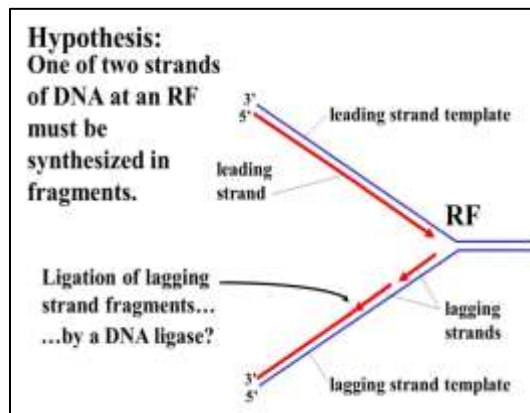 Hypothesis:
One of two strands
of DNA at an RF
must be
synthesized in
fragments.
3’
5’
leading strand template
leading
strand
RF
Ligation of lagging
strand fragments…
…by a DNA ligase?
lagging
strands
3’
5’
lagging strand template